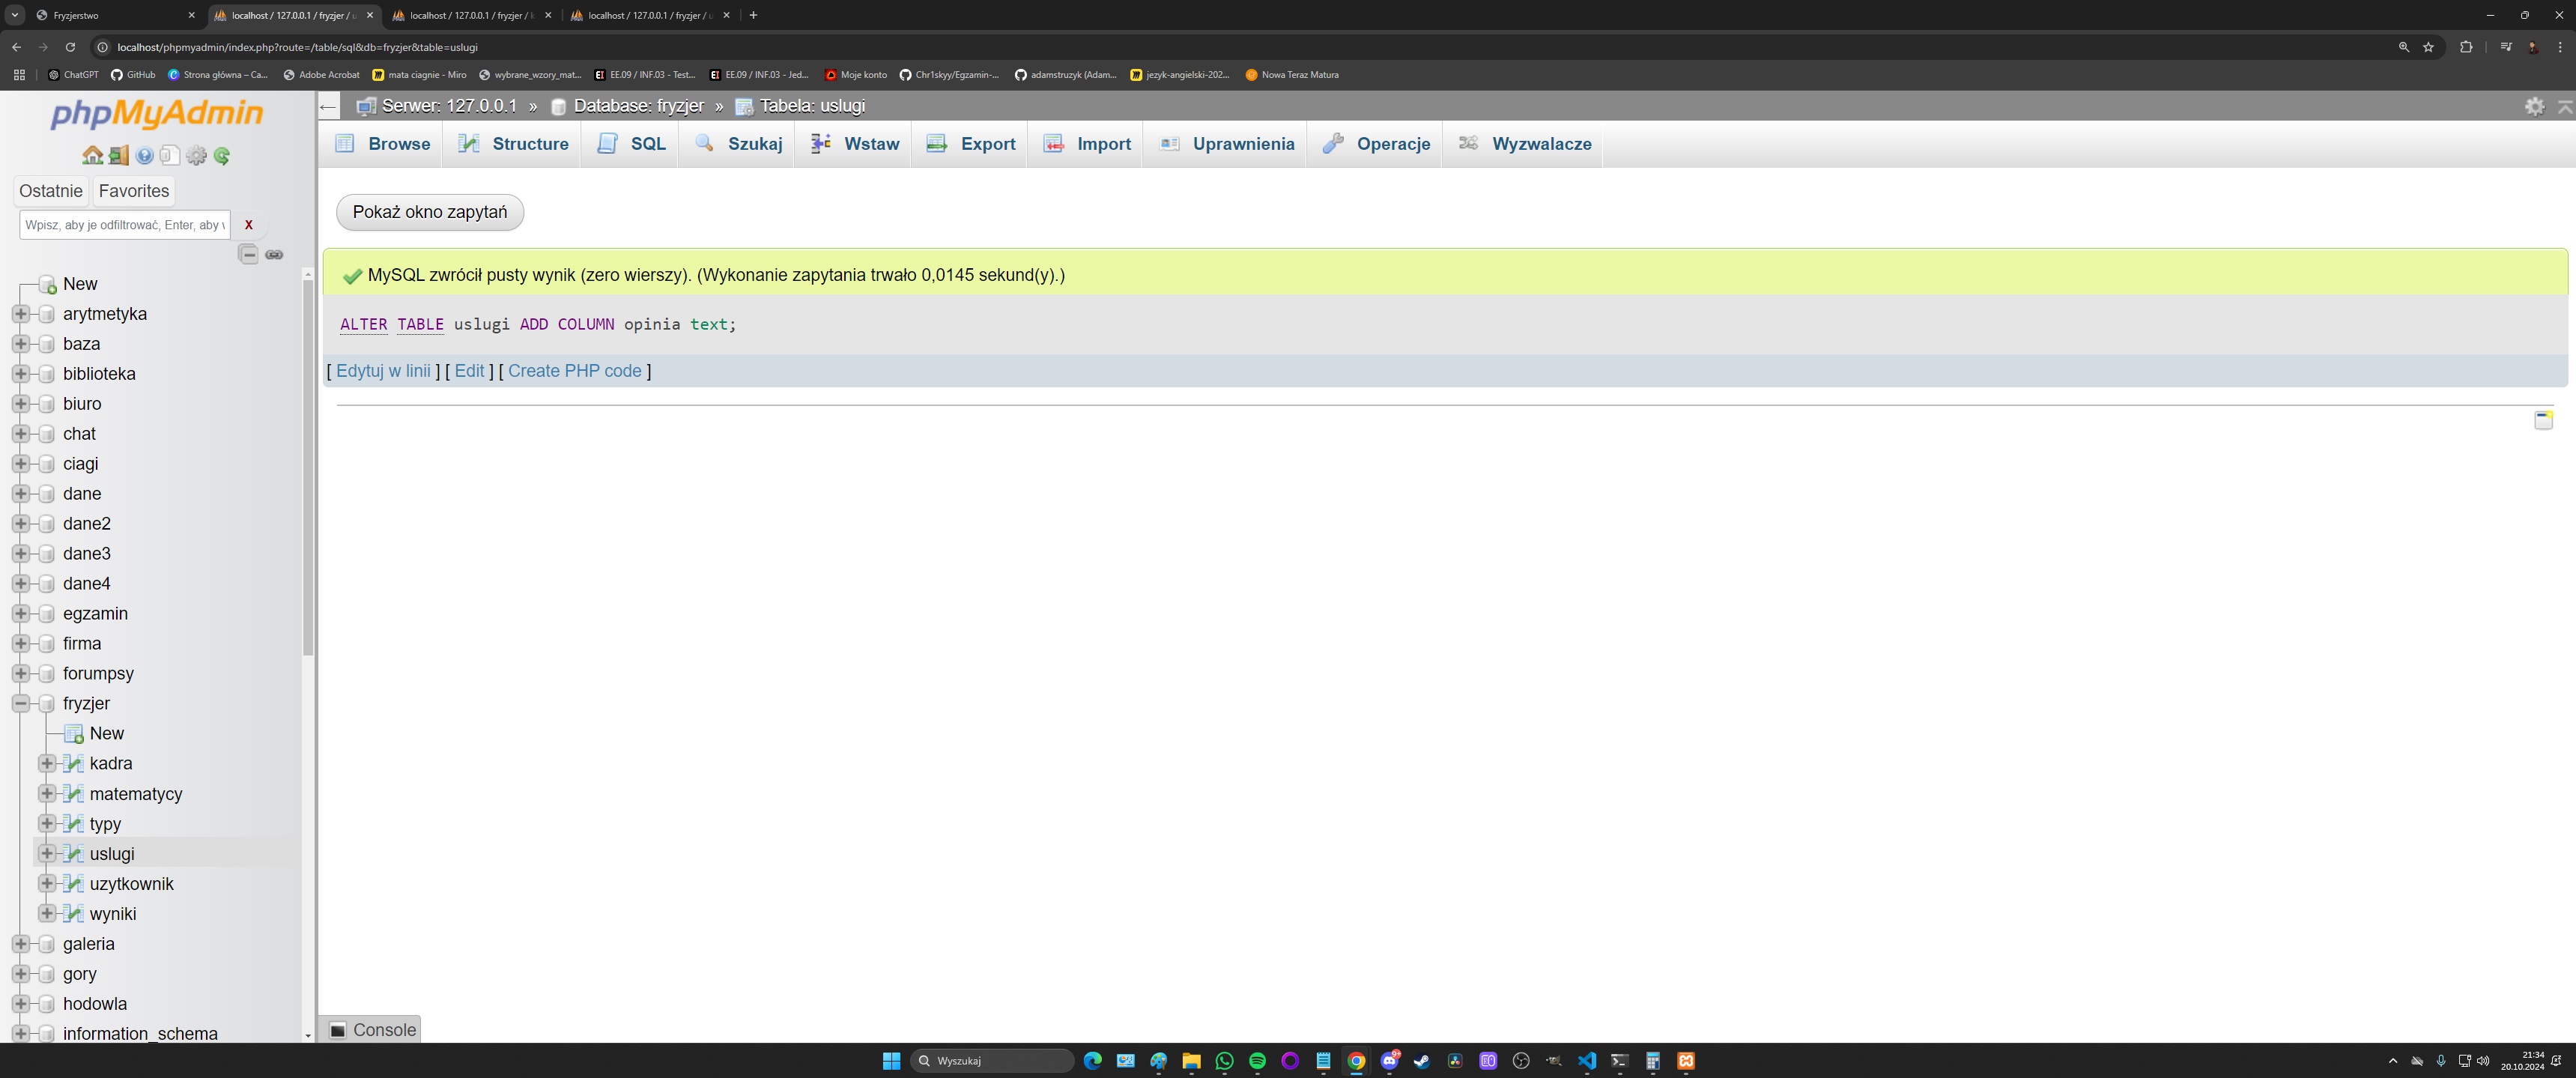 Fryzjerstwo
localhost / 127.0.0.1 / fryzjer / u
localhost / 127.0.0.1 / fryzjer / k
localhost / 127.0.0.1 / fryzjer / u
localhost/phpmyadmin/index.php?route=/table/sql&db=fryzjer&table=uslugi
ChatGPT
GitHub
Strona główna – Ca...
Adobe Acrobat
mata ciagnie - Miro
wybrane_wzory_mat...
EE.09 / INF.03 - Test...
EE.09 / INF.03 - Jed...
Moje konto
Chr1skyy/Egzamin-...
adamstruzyk (Adam...
jezyk-angielski-202...
Nowa Teraz Matura
phpMyAdmin
Ostatnie
Favorites
Wpisz, aby je odfiltrować, Enter, aby w
X
New
arytmetyka
baza
biblioteka
biuro
chat
ciagi
dane
dane2
dane3
dane4
egzamin
firma
forumpsy
fryzjer
New
kadra
matematycy
typy
uslugi
uzytkownik
wyniki
galeria
gory
hodowla
information_schema
Serwer: 127.0.0.1 » Database: fryzjer » Tabela: uslugi
Browse
Structure
SQL
Szukaj
Wstaw
Export
Import
Uprawnienia
Operacje
Wyzwalacze
Pokaż okno zapytań
MySQL zwrócił pusty wynik (zero wierszy). (Wykonanie zapytania trwało 0,0145 sekund(y).)
ALTER TABLE uslugi ADD COLUMN opinia text;
[ Edytuj w linii ] [ Edit ] [ Create PHP code ]
Console
Wyszukaj
9+
21:34
20.10.2024